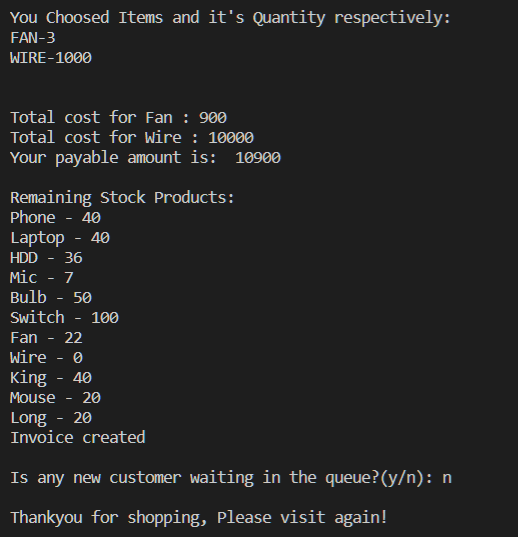 You Choosed Items and it's Quantity respectively:
FAN-3
WIRE-1000
Total cost for Fan : 900
Total cost for Wire : 10000
Your payable amount is:  10900
Remaining Stock Products:
Phone - 40
Laptop - 40
HDD - 36
Mic - 7
Bulb - 50
Switch - 100
Fan - 22
Wire - 0
King - 40
Mouse - 20
Long - 20
Invoice created
Is any new customer waiting in the queue?(y/n): n
Thankyou for shopping, Please visit again!